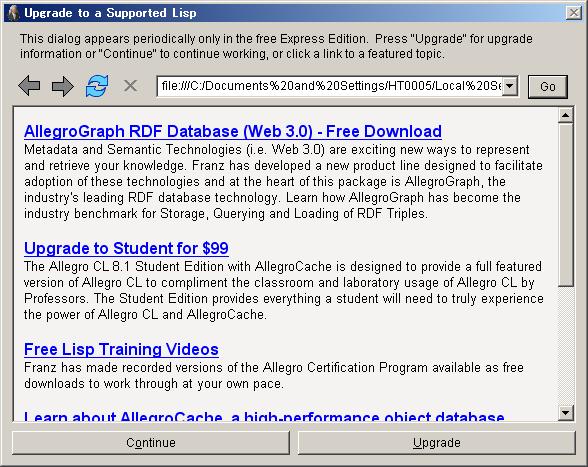 Upgrade to a Supported Lisp
This dialog appears periodically only in the free Express Edition.  Press "Upgrade" for upgrade
information or "Continue" to continue working, or click a link to a featured topic.
file:///C:/Documents%20and%20Settings/HT0005/Local%20Se
Go
AllegroGraph RDF Database (Web 3.0) - Free Download
Metadata and Semantic Technologies (i.e. Web 3.0) are exciting new ways to represent
and retrieve your knowledge. Franz has developed a new product line designed to facilitate
adoption of these technologies and at the heart of this package is AllegroGraph, the
industry's leading RDF database technology. Learn how AllegroGraph has become the
industry benchmark for Storage, Querying and Loading of RDF Triples.
Upgrade to Student for $99
The Allegro CL 8.1 Student Edition with AllegroCache is designed to provide a full featured
version of Allegro CL to compliment the classroom and laboratory usage of Allegro CL by
Professors. The Student Edition provides everything a student will need to truly experience
the power of Allegro CL and AllegroCache.
Free Lisp Training Videos
Franz has made recorded versions of the Allegro Certification Program available as free
downloads to work through at your own pace.
Learn about AllegroCache, a high-performance object database
Continue
Upgrade